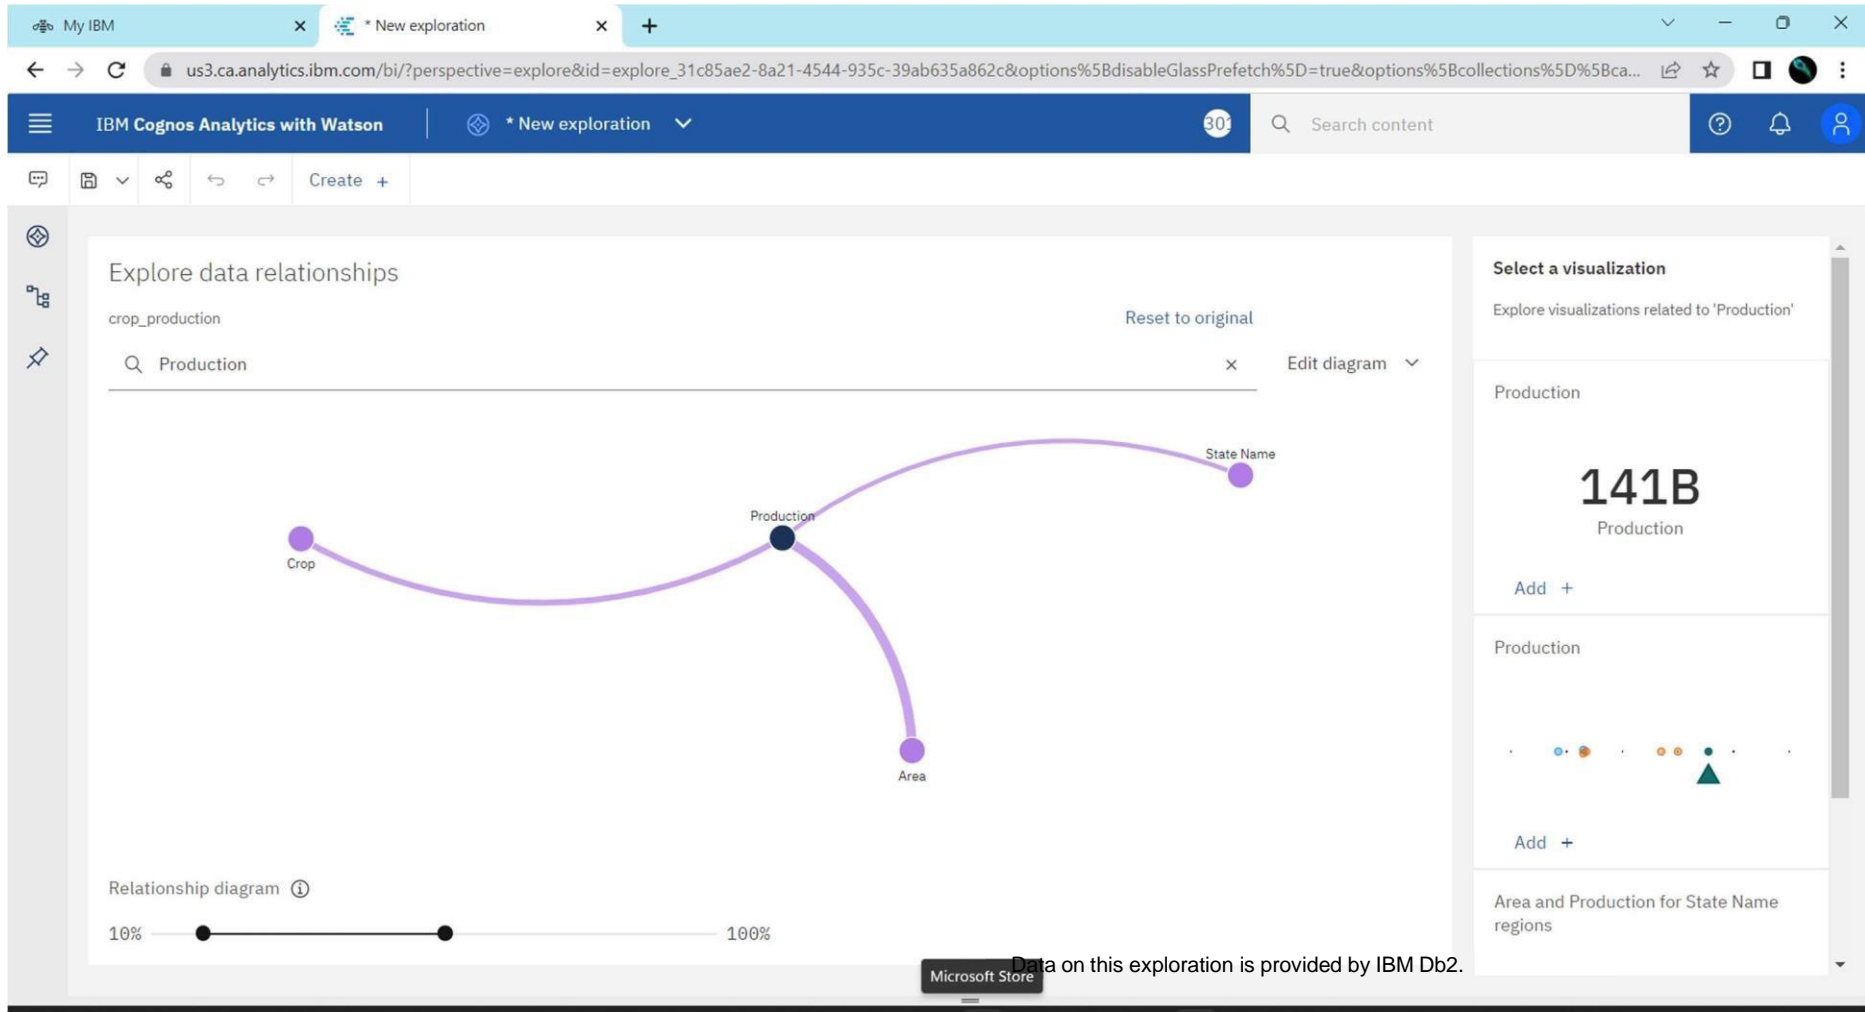 My IBM
* New exploration
us3.ca.analytics.ibm.com/bi/?perspective=explore&id=explore_31c85ae2-8a21-4544-935c-39ab635a862c&options%5BdisableGlassPrefetch%5D=true&options%5Bcollections%5D%5Bca...
IBM Cognos Analytics with Watson
* New exploration
301
Search content
Create +
Explore data relationships
crop_production
Reset to original
Production
Edit diagram
State Name
Production
Crop
Area
Relationship diagram
10%
100%
Select a visualization
Explore visualizations related to 'Production'
Production
141B
Production
Add +
Production
Add +
Area and Production for State Name
regions
Microsoft Store
Data on this exploration is provided by IBM Db2.